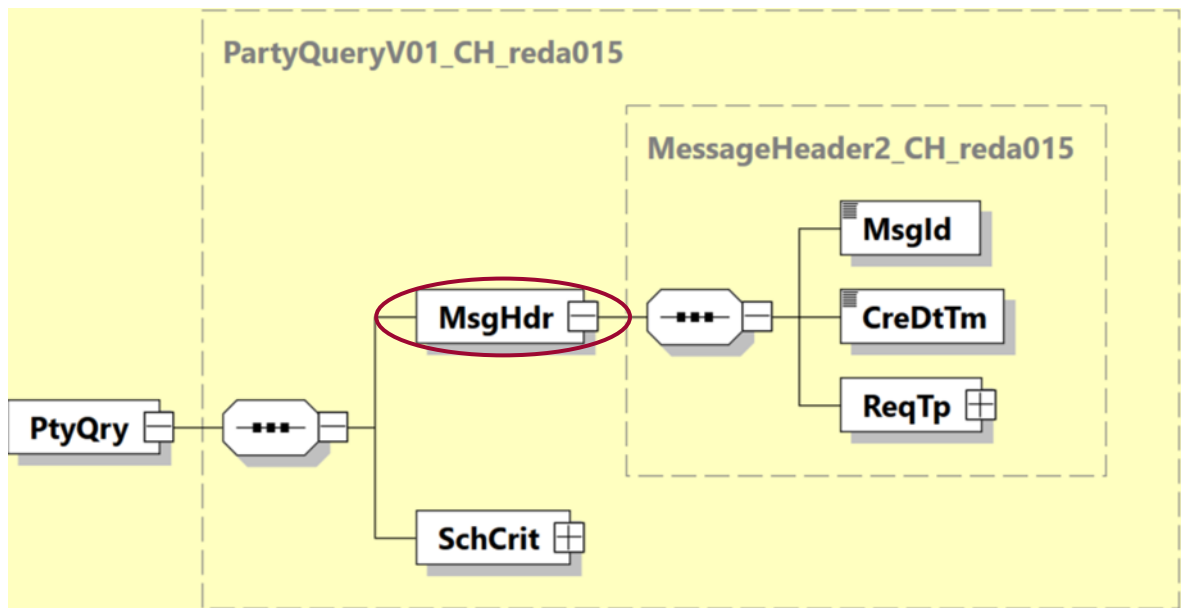 PartyQueryV01_CH_reda015
MessageHeader2_CH_reda015
MsgId
MsgHdr
CreDtTm
ReqTp
PtyQry
SchCrit